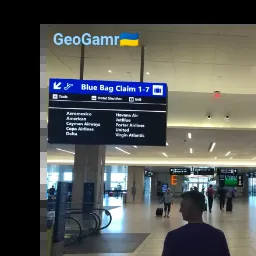 GeoGamr🇺🇦
Blue Bag Claim 1-7
Aeromexico
American
Cayman Airways
Copa Airlines
Delta
Havana Air
JetBlue
Porter Airlines
United
Virgin Atlantic